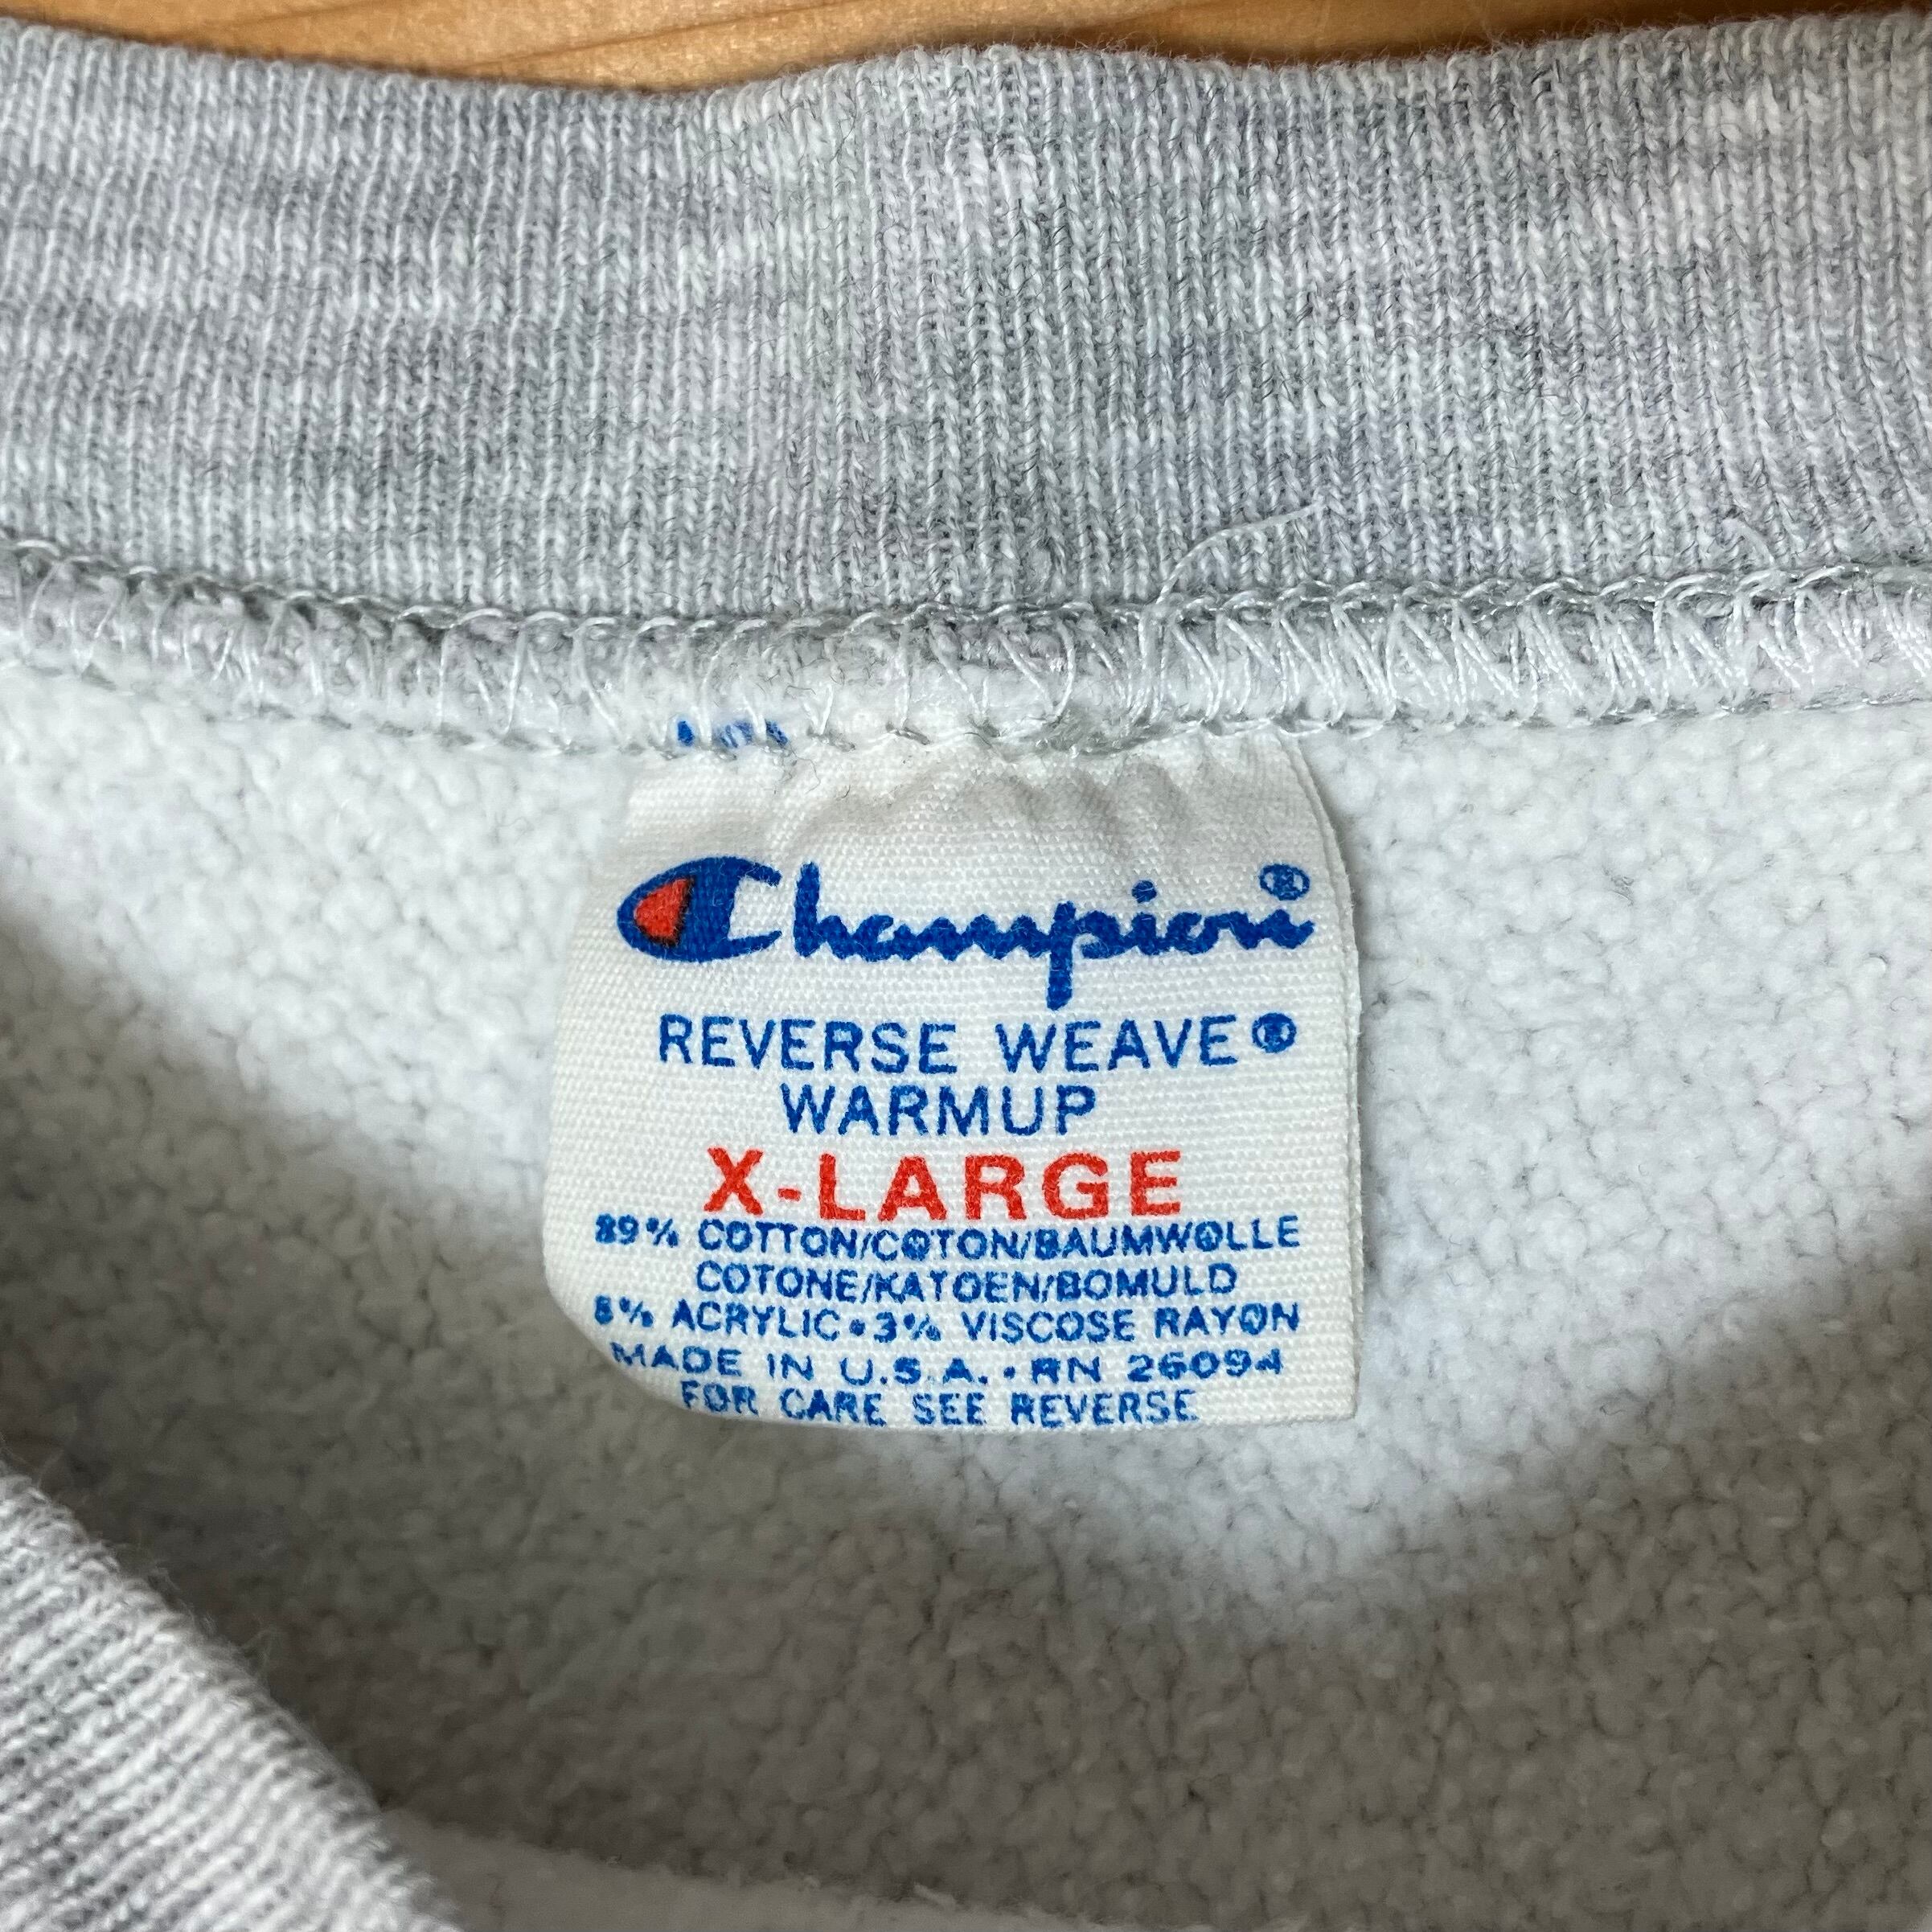 Champion®
REVERSE WEAVE®
WARMUP
X-LARGE
89% COTTON/COTON/BAUMWOLLE
COTONE/KATOEN/BOMULD
8% ACRYLIC•3% VISCOSE RAYON
MADE IN U.S.A.•RN 26094
FOR CARE SEE REVERSE